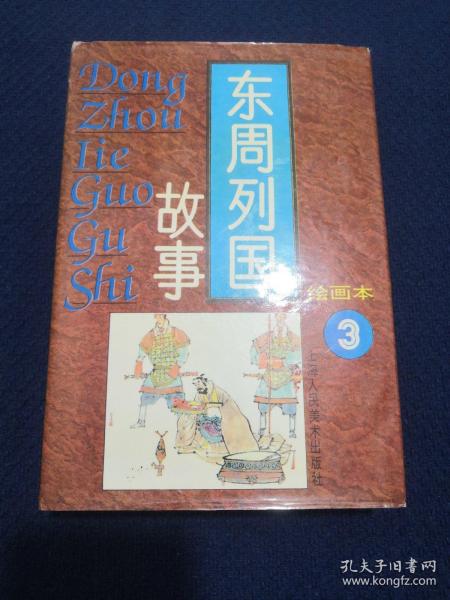 Dong
Zhou
Lie
Guo
Gu
Shi
东周列国
故事
绘画本
3
上海人民美术出版社
孔夫子旧书网
www.kongfz.com